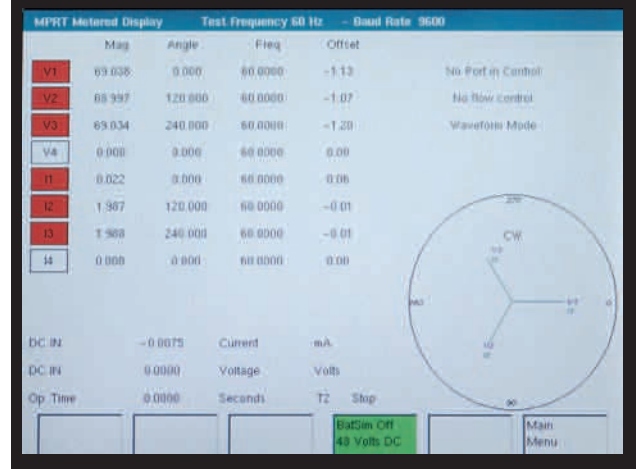 MPRT Metered Display Test Frequency 60 Hz - Baud Rate 9600
Mag Angle Freq Offset
V1 69.038 0.000 60.0000 -1.13 No Port in Control
V2 68.997 120.000 60.0000 -1.07 No flow control
V3 69.034 240.000 60.0000 -1.20 Waveform Mode
V4 0.000 0.000 60.0000 0.00
I1 0.000 60.0000
I2 1.987 120.000 60.0000 -0.01
I3 1.988 240.000 60.0000 -0.01
I4 0.000 0.000 60.0000 0.00
270
CW
180
0
90
DC IN -0.0075 Current mA
DC IN 0.0000 Voltage Volts
Op Time 0.0000 Seconds T2 Stop
BatSim Off
48 Volts DC
Main
Menu